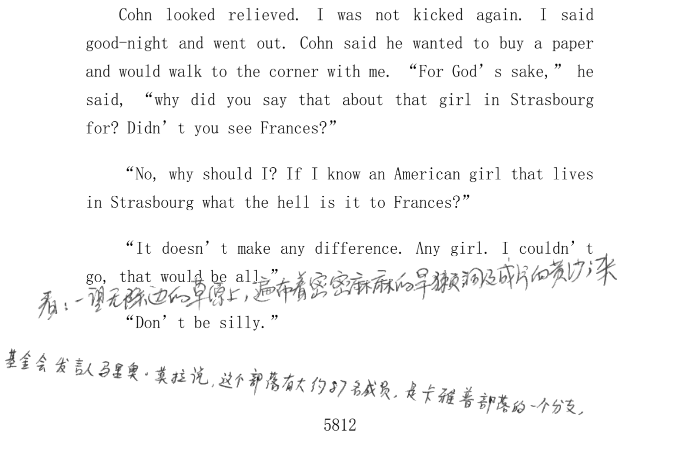 Cohn looked relieved. I was not kicked again. I said
good-night and went out. Cohn said he wanted to buy a paper
and would walk to the corner with me. “For God’s sake,” he
said, “why did you say that about that girl in Strasbourg
for? Didn’t you see Frances?”
“No, why should I? If I know an American girl that lives
in Strasbourg what the hell is it to Frances?”
“It doesn’t make any difference. Any girl. I couldn’t
go, that would be all.”
看:一望无际边的草原上,遍布着密密麻麻的旱獭洞及成片的黄沙;未
“Don’t be silly.”
基金会发言人马里奥·莫拉说,这个部落有大约87名成员,是卡雅普部落的一个分支。
5812